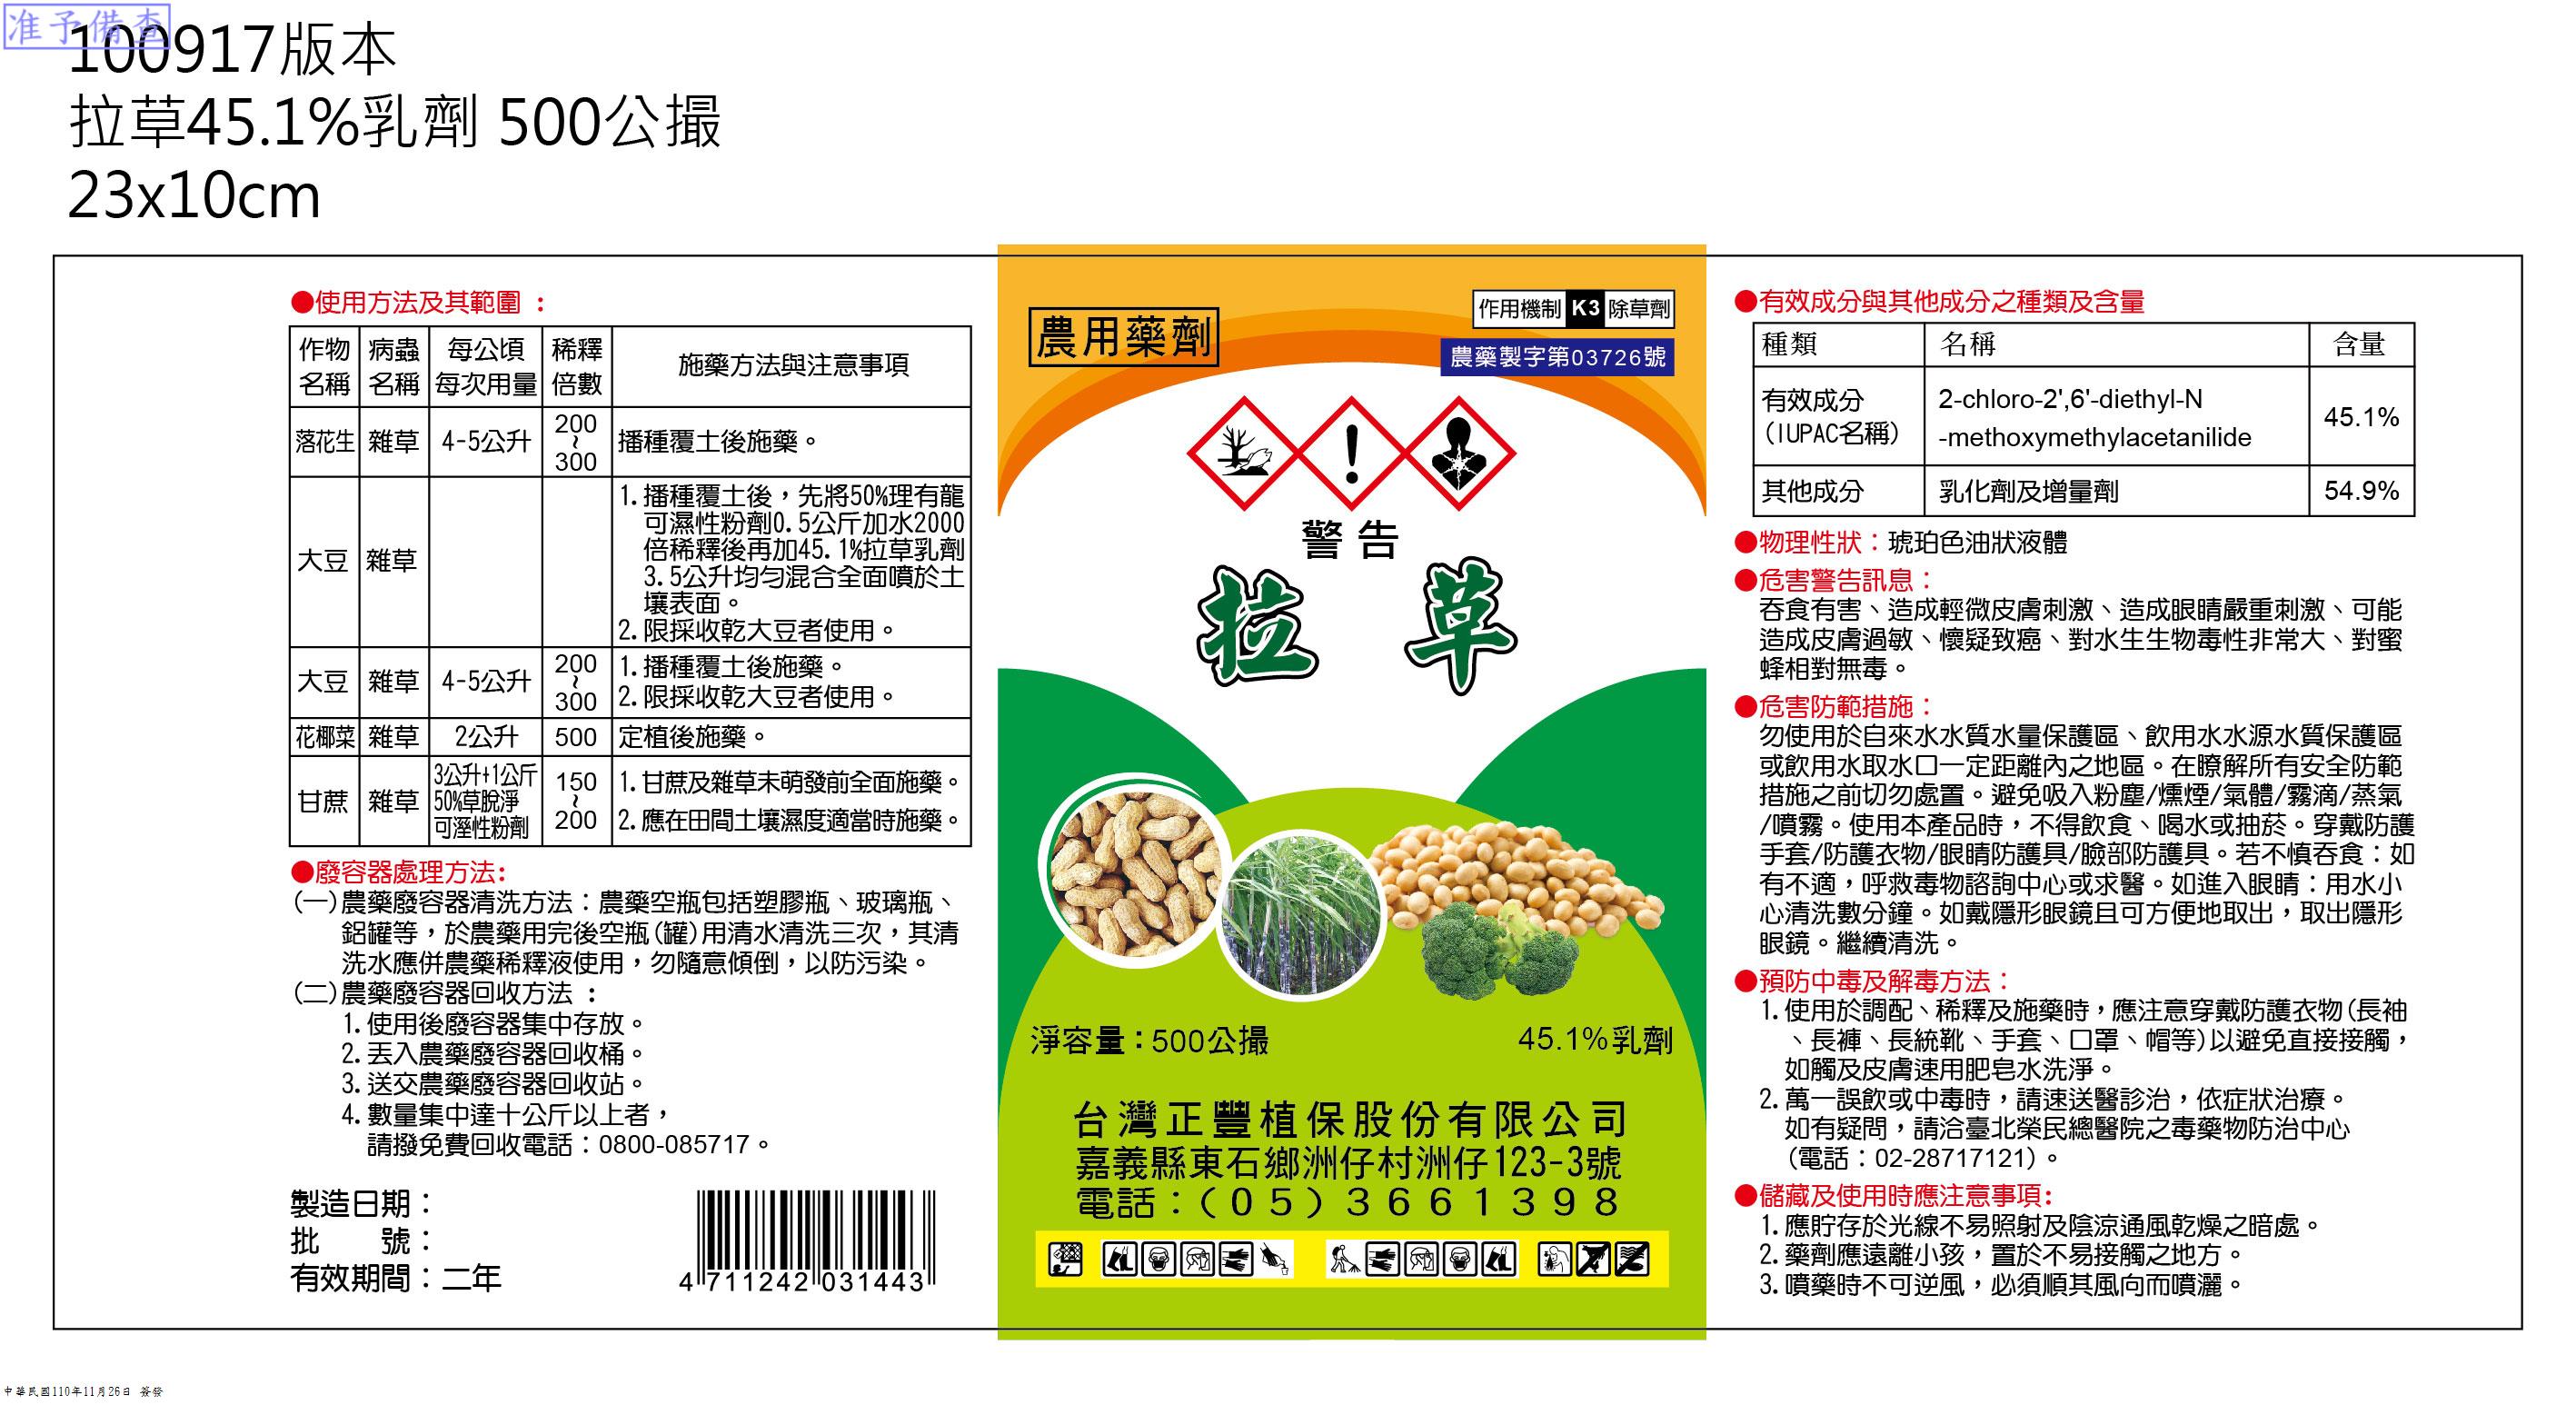 准予備查
100917版本
拉草45.1%乳劑 500公撮
23x10cm
●使用方法及其範圍：
作物名稱 病蟲名稱 每公頃每次用量 稀釋倍數 施藥方法與注意事項
落花生 雜草 4-5公升 200~300 播種覆土後施藥。
大豆 雜草
1.播種覆土後，先將50%理有龍
可濕性粉劑0.5公斤加水2000
倍稀釋後再加45.1%拉草乳劑
3.5公升均勻混合全面噴於土
壤表面。
2.限採收乾大豆者使用。
大豆 雜草 4-5公升 200~300
1.播種覆土後施藥。
2.限採收乾大豆者使用。
花椰菜 雜草 2公升 500 定植後施藥。
甘蔗 雜草 3公升+1公斤50%草脫淨可溼性粉劑 150~200
1.甘蔗及雜草未萌發前全面施藥。
2.應在田間土壤濕度適當時施藥。
●廢容器處理方法:
(一)農藥廢容器清洗方法：農藥空瓶包括塑膠瓶、玻璃瓶、
鋁罐等，於農藥用完後空瓶(罐)用清水清洗三次，其清
洗水應併農藥稀釋液使用，勿隨意傾倒，以防污染。
(二)農藥廢容器回收方法：
1.使用後廢容器集中存放。
2.丟入農藥廢容器回收桶。
3.送交農藥廢容器回收站。
4.數量集中達十公斤以上者，
請撥免費回收電話：0800-085717。
製造日期：
批 號：
有效期間：二年
4 711242 031443
農用藥劑
作用機制 K3 除草劑
農藥製字第03726號
警告
拉草
淨容量：500公撮
45.1%乳劑
台灣正豐植保股份有限公司
嘉義縣東石鄉洲仔村洲仔123-3號
電話：（05）3661398
●有效成分與其他成分之種類及含量
種類 名稱 含量
有效成分(IUPAC名稱) 2-chloro-2',6'-diethyl-N
-methoxymethylacetanilide 45.1%
其他成分 乳化劑及增量劑 54.9%
●物理性狀：琥珀色油狀液體
●危害警告訊息：
吞食有害、造成輕微皮膚刺激、造成眼睛嚴重刺激、可能
造成皮膚過敏、懷疑致癌、對水生生物毒性非常大、對蜜
蜂相對無毒。
●危害防範措施：
勿使用於自來水水質水量保護區、飲用水水源水質保護區
或飲用水取水口一定距離內之地區。在瞭解所有安全防範
措施之前切勿處置。避免吸入粉塵/燻煙/氣體/霧滴/蒸氣
/噴霧。使用本產品時，不得飲食、喝水或抽菸。穿戴防護
手套/防護衣物/眼睛防護具/臉部防護具。若不慎吞食：如
有不適，呼救毒物諮詢中心或求醫。如進入眼睛：用水小
心清洗數分鐘。如戴隱形眼鏡且可方便地取出，取出隱形
眼鏡。繼續清洗。
●預防中毒及解毒方法：
1.使用於調配、稀釋及施藥時，應注意穿戴防護衣物(長袖
、長褲、長統靴、手套、口罩、帽等)以避免直接接觸，
如觸及皮膚速用肥皂水洗淨。
2.萬一誤飲或中毒時，請速送醫診治，依症狀治療。
如有疑問，請洽臺北榮民總醫院之毒藥物防治中心
(電話：02-28717121)。
●儲藏及使用時應注意事項：
1.應貯存於光線不易照射及陰涼通風乾燥之暗處。
2.藥劑應遠離小孩，置於不易接觸之地方。
3.噴藥時不可逆風，必須順其風向而噴灑。
中華民國110年11月26日 簽發